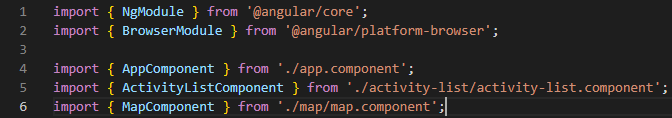 1 import { NgModule } from '@angular/core';
2 import { BrowserModule } from '@angular/platform-browser';
3
4 import { AppComponent } from './app.component';
5 import { ActivityListComponent } from './activity-list/activity-list.component';
6 import { MapComponent } from './map/map.component';